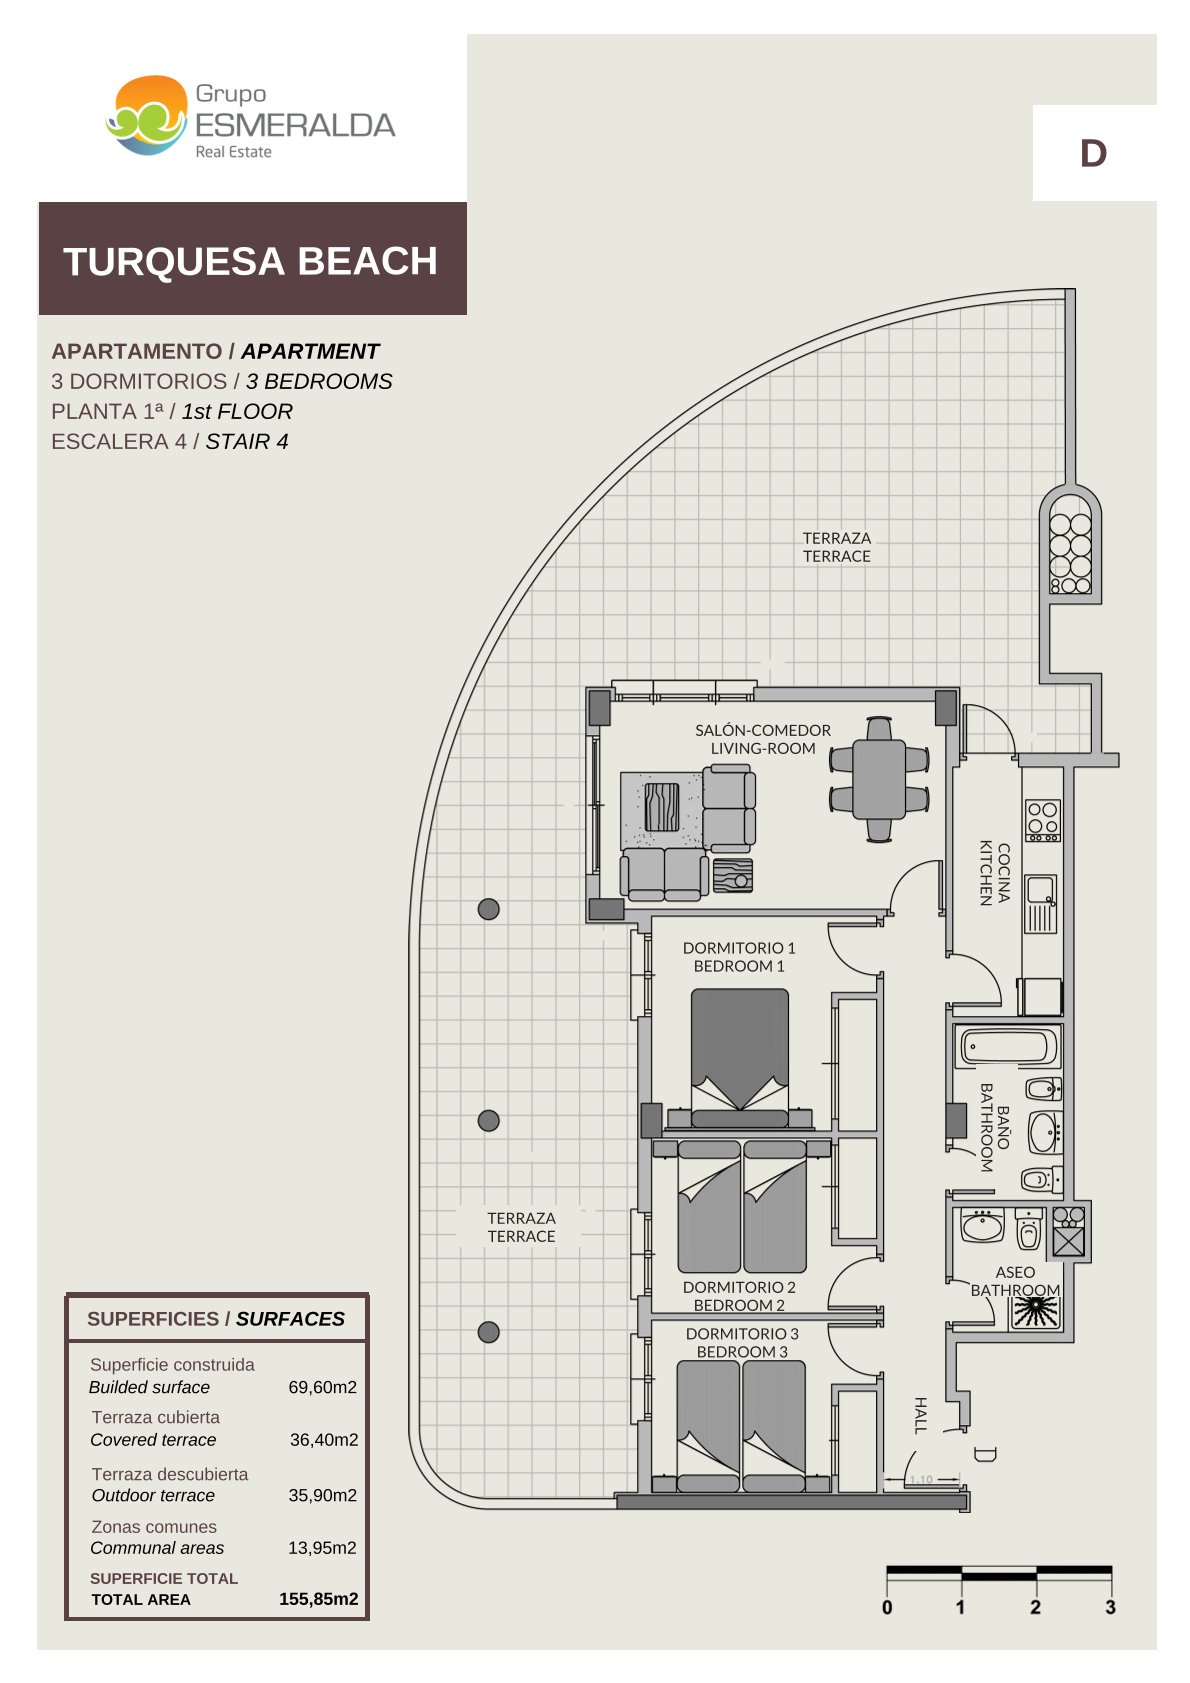 Grupo
ESMERALDA
Real Estate
D
TURQUESA BEACH
APARTAMENTO / APARTMENT
3 DORMITORIOS / 3 BEDROOMS
PLANTA 1ª / 1st FLOOR
ESCALERA 4 / STAIR 4
TERRAZA
TERRACE
SALÓN-COMEDOR
LIVING-ROOM
COCINA
KITCHEN
DORMITORIO 1
BEDROOM 1
BAÑO
BATHROOM
TERRAZA
TERRACE
DORMITORIO 2
BEDROOM 2
ASEO
BATHROOM
DORMITORIO 3
BEDROOM 3
HALL
D
1,10
SUPERFICIES / SURFACES
Superficie construida
Builded surface 69,60m2
Terraza cubierta
Covered terrace 36,40m2
Terraza descubierta
Outdoor terrace 35,90m2
Zonas comunes
Communal areas 13,95m2
SUPERFICIE TOTAL
TOTAL AREA 155,85m2
0 1 2 3